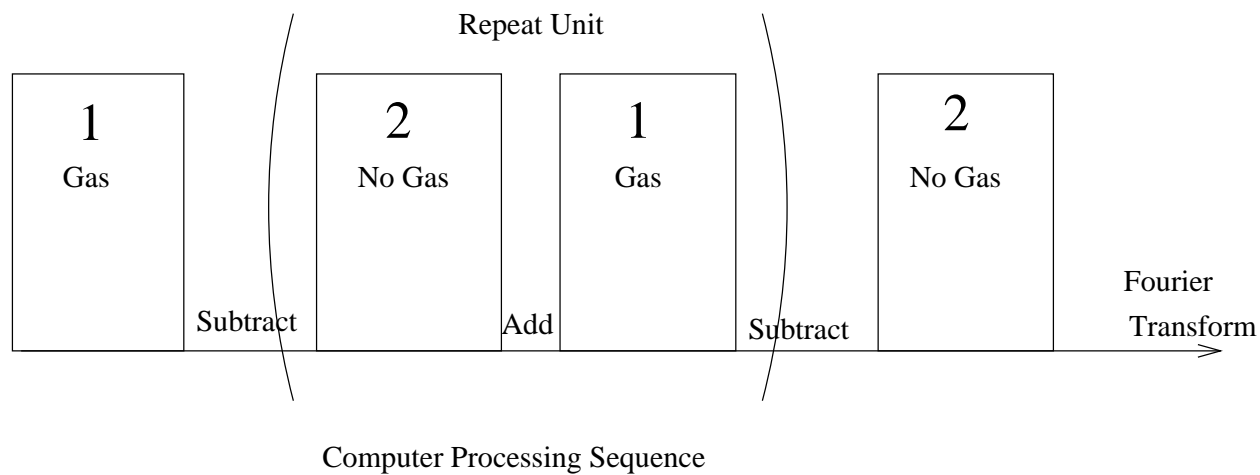 Repeat Unit
1
Gas
2
No Gas
1
Gas
2
No Gas
Subtract
Add
Subtract
Fourier
Transform
Computer Processing Sequence